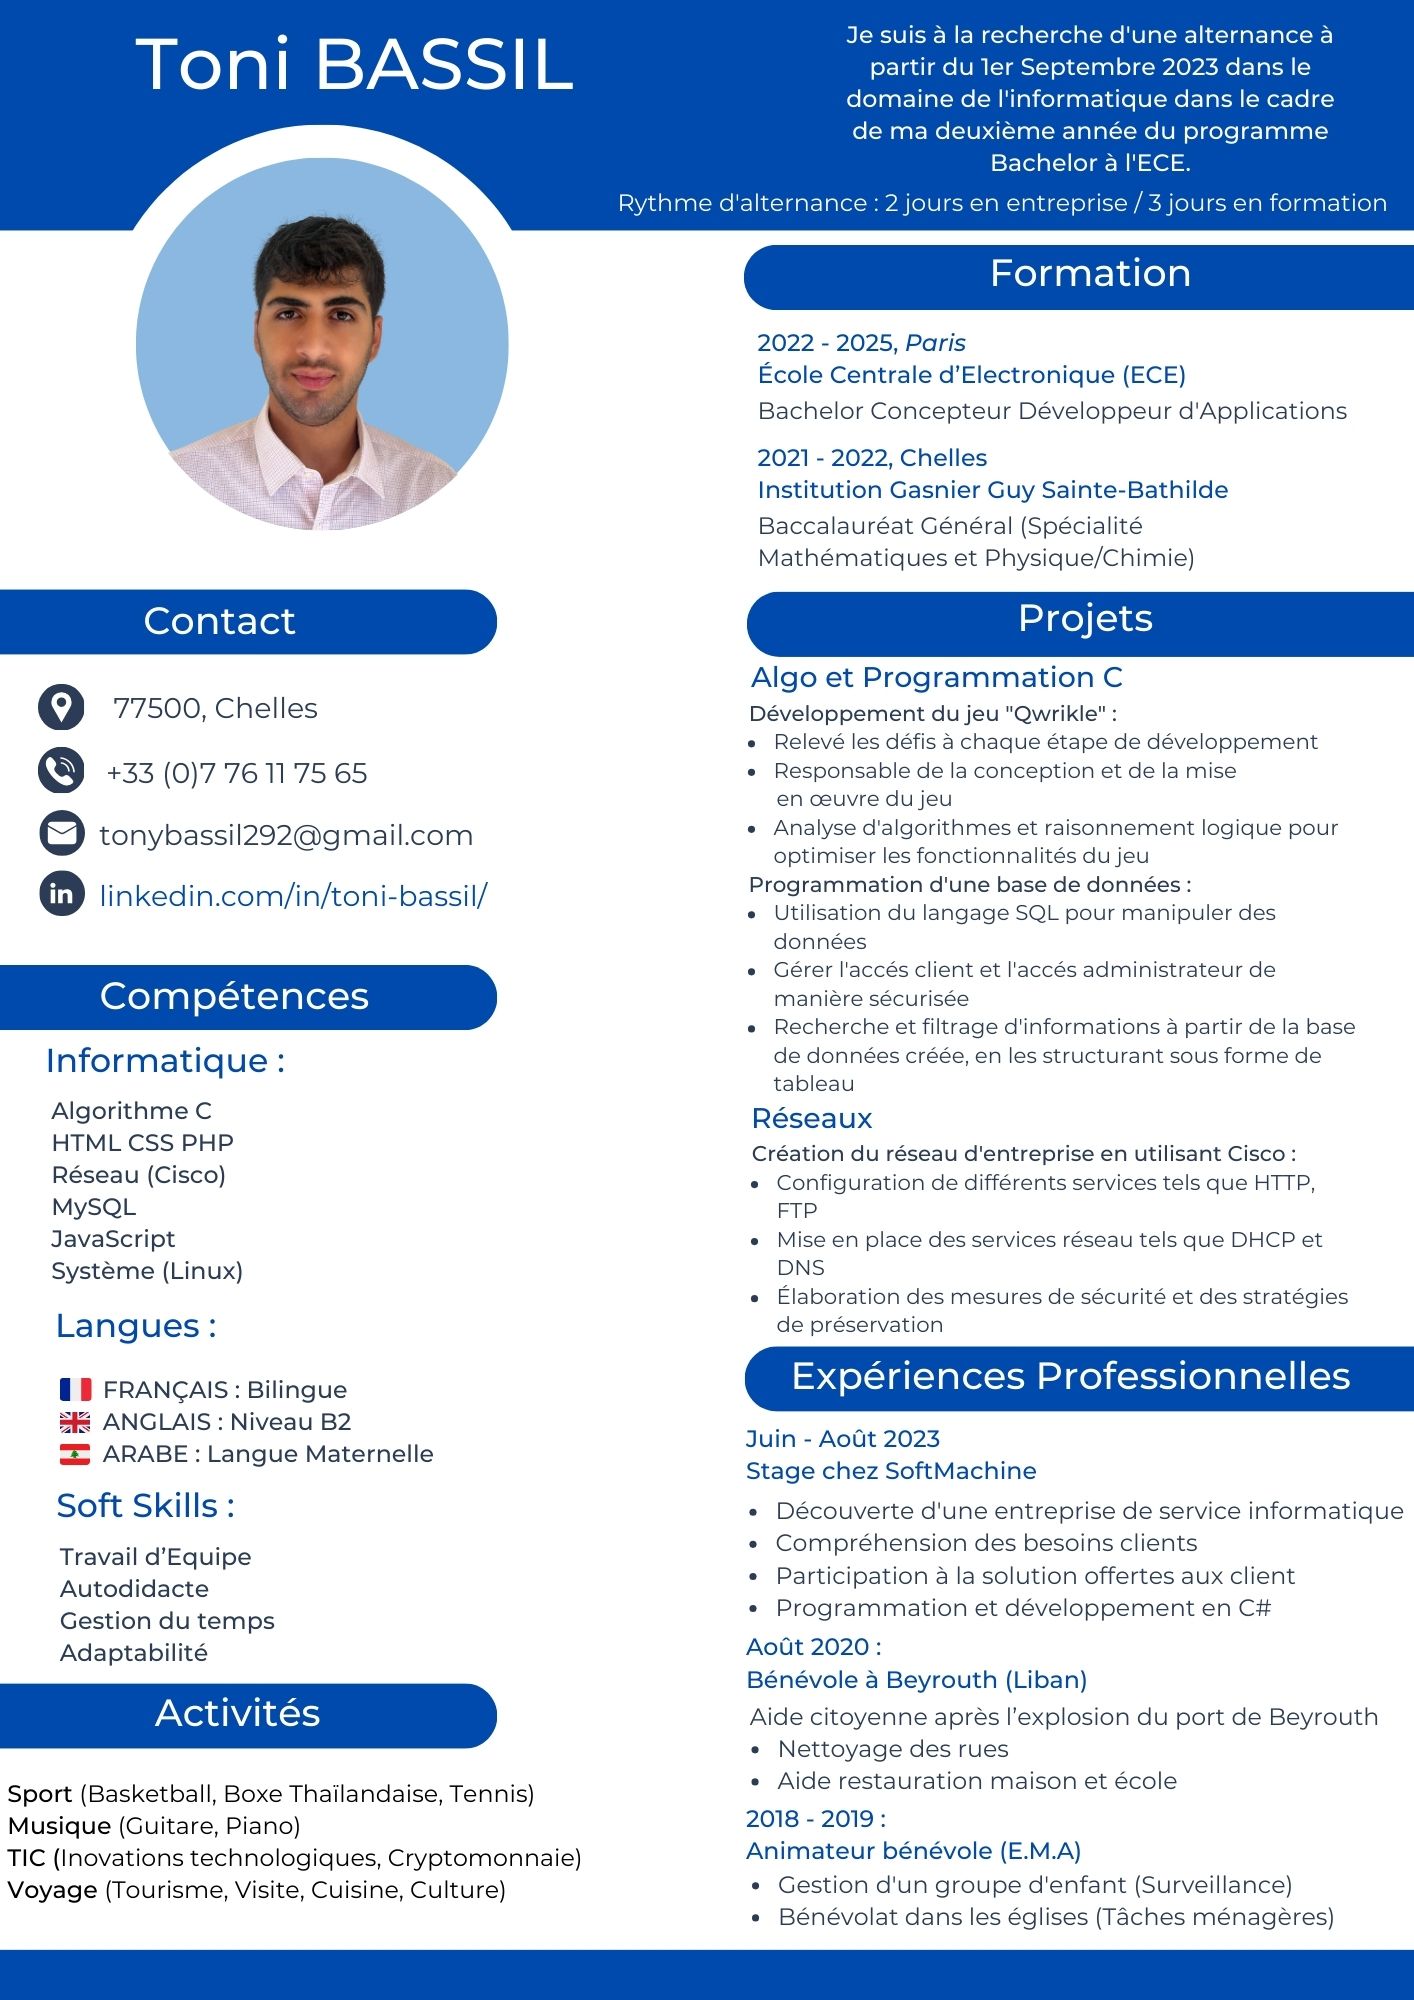 Toni BASSIL
Je suis à la recherche d'une alternance à
partir du 1er Septembre 2023 dans le
domaine de l'informatique dans le cadre
de ma deuxième année du programme
Bachelor à l'ECE.
Rythme d'alternance : 2 jours en entreprise / 3 jours en formation
Contact
77500, Chelles
+33 (0)7 76 11 75 65
tonybassil292@gmail.com
in linkedin.com/in/toni-bassil/
Compétences
Informatique :
Algorithme C
HTML CSS PHP
Réseau (Cisco)
MySQL
JavaScript
Système (Linux)
Langues :
FRANÇAIS : Bilingue
ANGLAIS : Niveau B2
ARABE : Langue Maternelle
Soft Skills :
Travail d’Equipe
Autodidacte
Gestion du temps
Adaptabilité
Activités
Sport (Basketball, Boxe Thaïlandaise, Tennis)
Musique (Guitare, Piano)
TIC (Inovations technologiques, Cryptomonnaie)
Voyage (Tourisme, Visite, Cuisine, Culture)
Formation
2022 - 2025, Paris
École Centrale d’Electronique (ECE)
Bachelor Concepteur Développeur d'Applications
2021 - 2022, Chelles
Institution Gasnier Guy Sainte-Bathilde
Baccalauréat Général (Spécialité
Mathématiques et Physique/Chimie)
Projets
Algo et Programmation C
Développement du jeu "Qwrikle" :
• Relevé les défis à chaque étape de développement
• Responsable de la conception et de la mise
en œuvre du jeu
• Analyse d'algorithmes et raisonnement logique pour
optimiser les fonctionnalités du jeu
Programmation d'une base de données :
• Utilisation du langage SQL pour manipuler des
données
• Gérer l'accés client et l'accés administrateur de
manière sécurisée
• Recherche et filtrage d'informations à partir de la base
de données créée, en les structurant sous forme de
tableau
Réseaux
Création du réseau d'entreprise en utilisant Cisco :
• Configuration de différents services tels que HTTP,
FTP
• Mise en place des services réseau tels que DHCP et
DNS
• Élaboration des mesures de sécurité et des stratégies
de préservation
Expériences Professionnelles
Juin - Août 2023
Stage chez SoftMachine
• Découverte d'une entreprise de service informatique
• Compréhension des besoins clients
• Participation à la solution offertes aux client
• Programmation et développement en C#
Août 2020 :
Bénévole à Beyrouth (Liban)
Aide citoyenne après l’explosion du port de Beyrouth
• Nettoyage des rues
• Aide restauration maison et école
2018 - 2019 :
Animateur bénévole (E.M.A)
• Gestion d'un groupe d'enfant (Surveillance)
• Bénévolat dans les églises (Tâches ménagères)